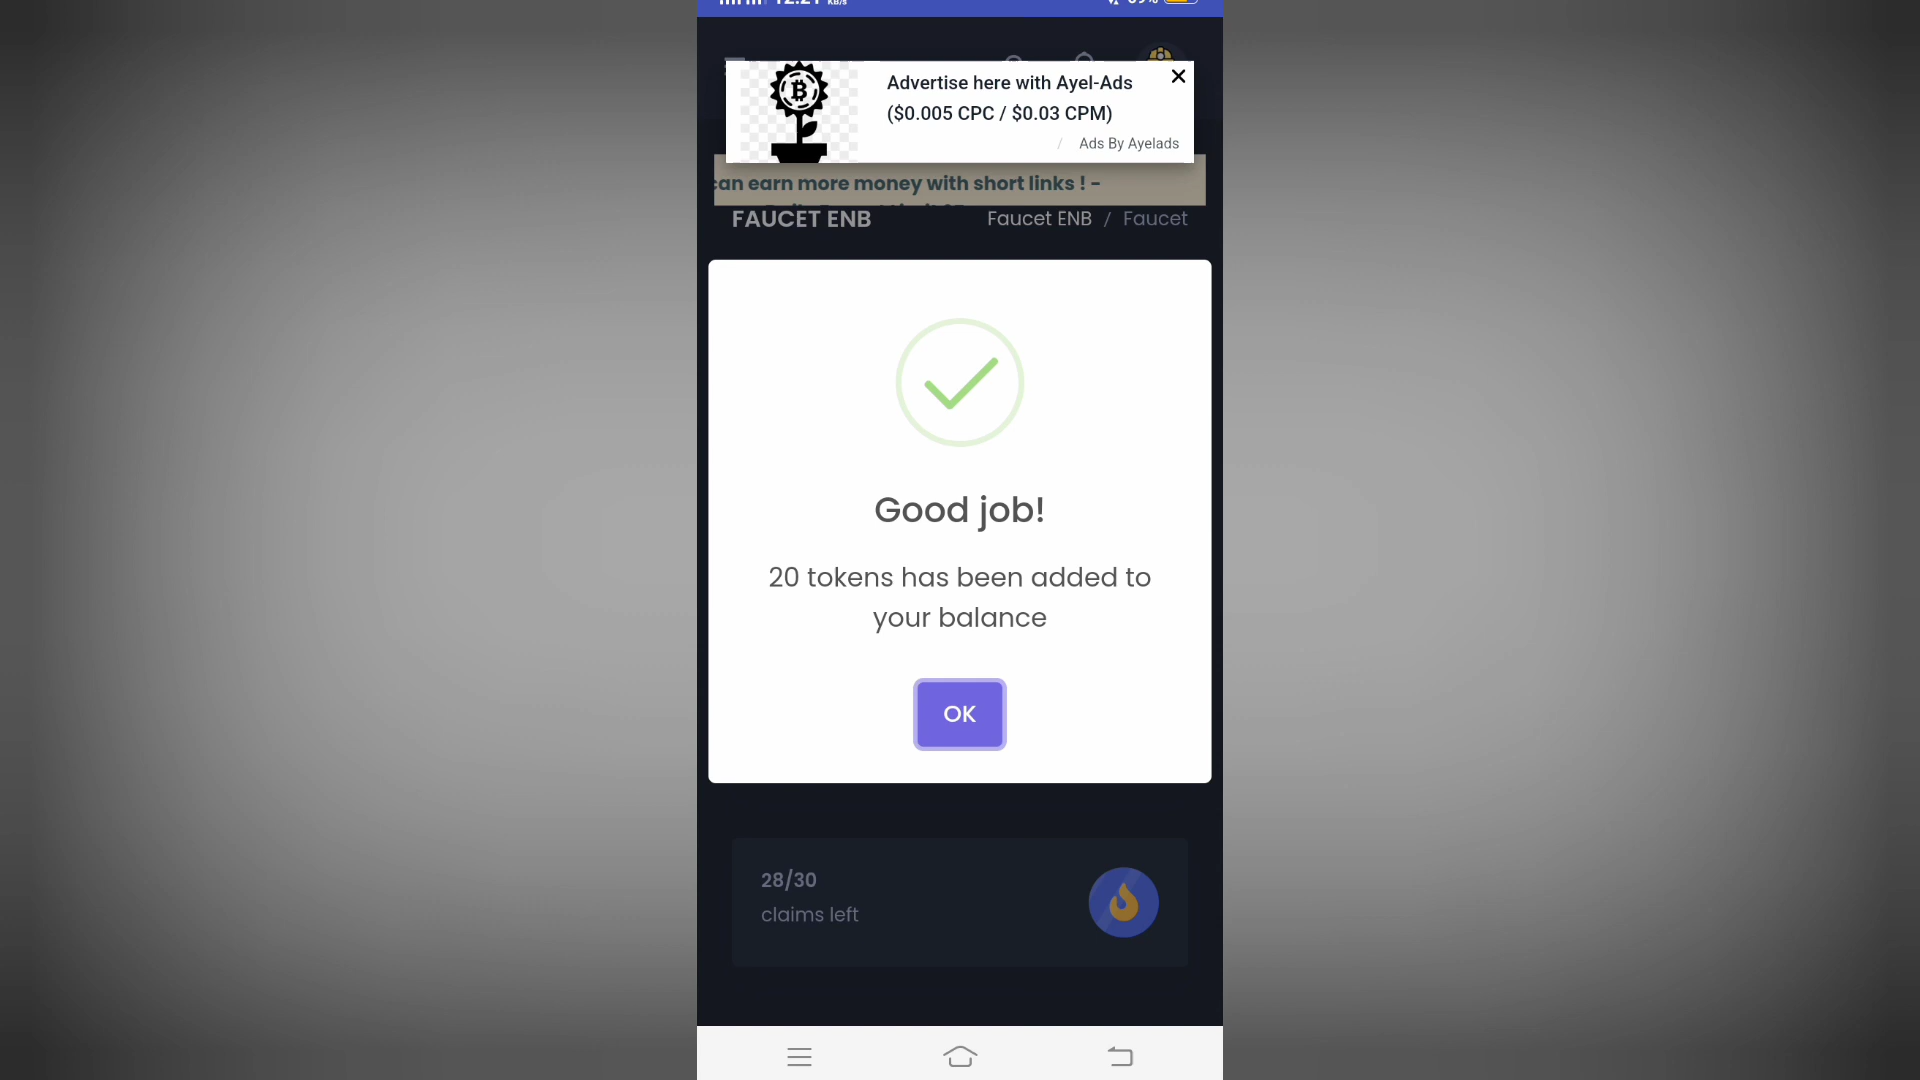 Advertise here with Ayel-Ads
($0.005 CPC / $0.03 CPM)
/ Ads By Ayelads
can earn more money with short links ! -
FAUCET ENB
Faucet ENB / Faucet
Good job!
20 tokens has been added to
your balance
OK
28/30
claims left